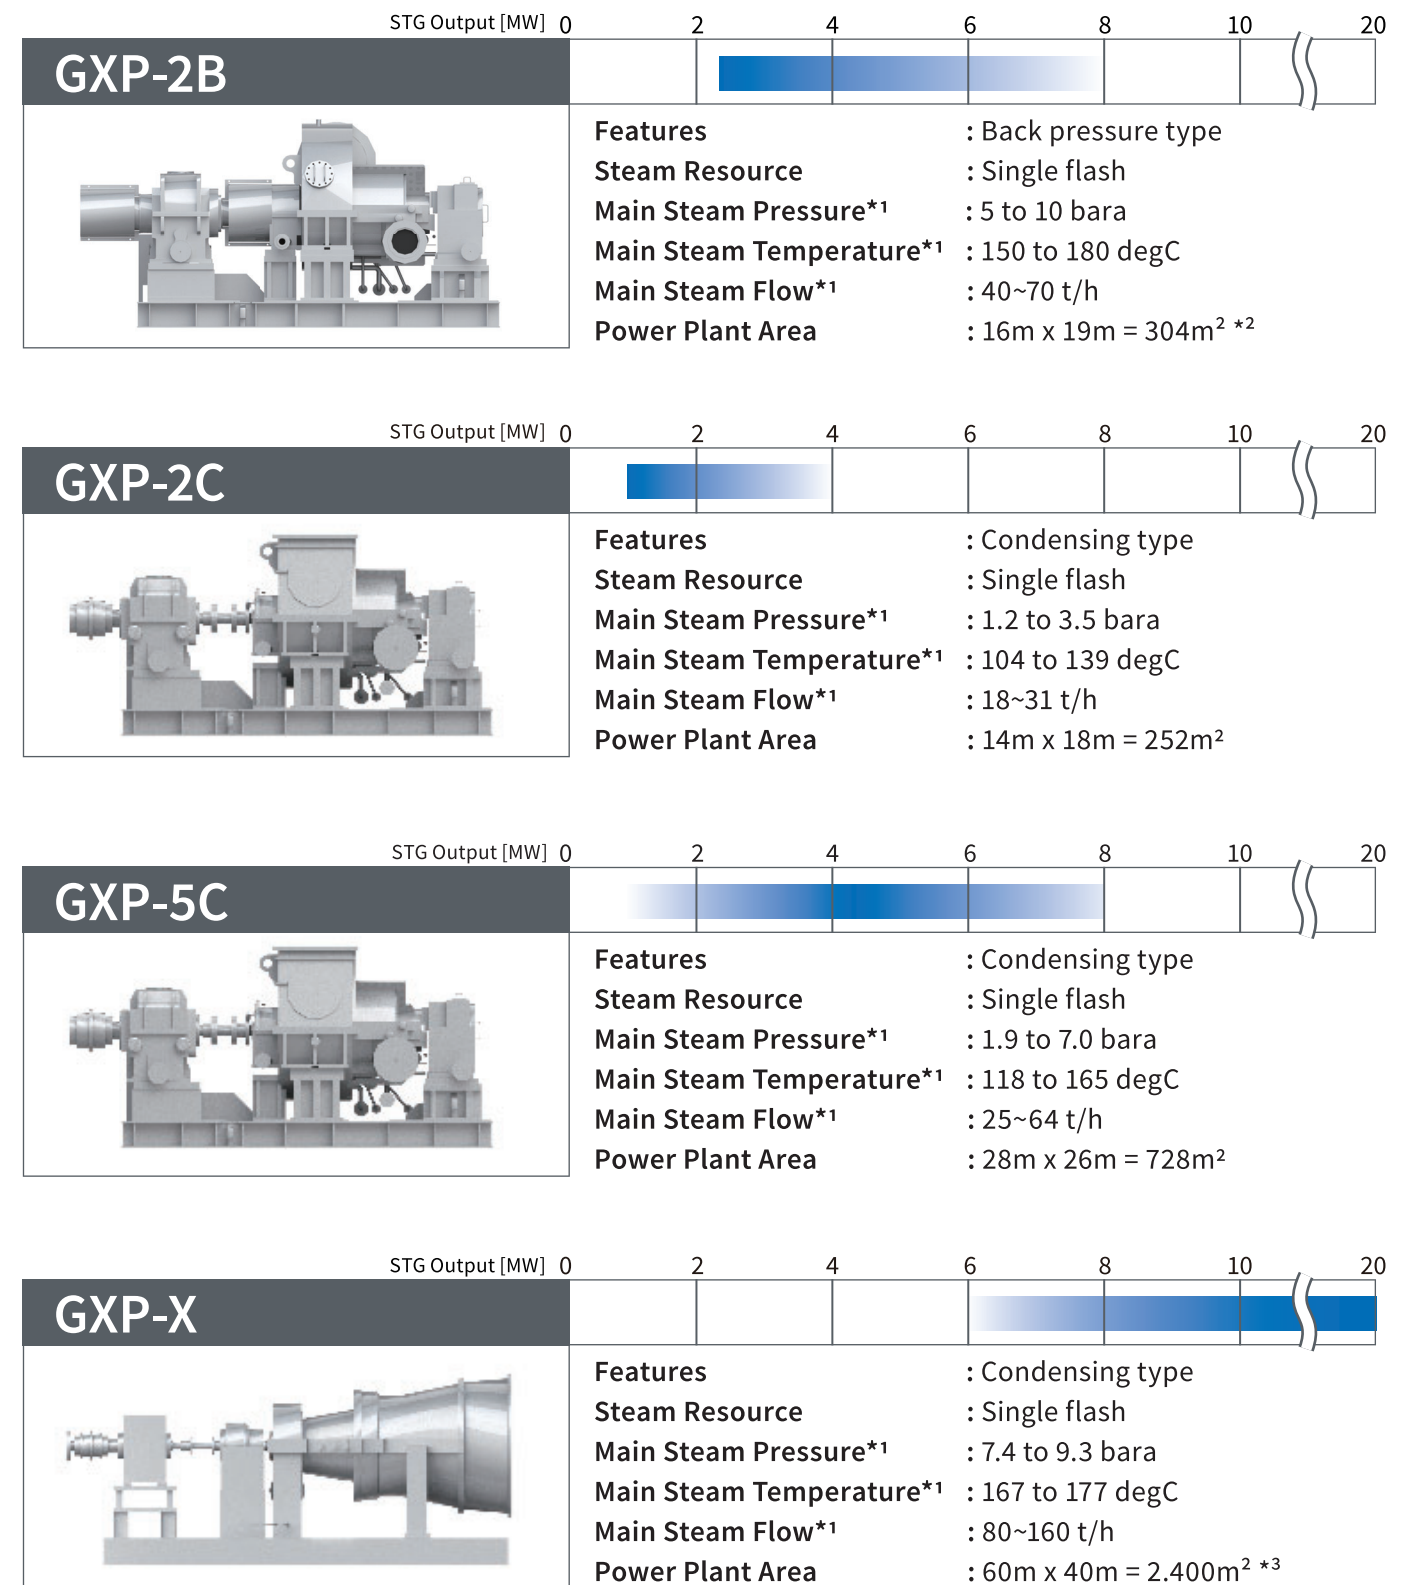 STG Output [MW] 0 2 4 6 8 10 20
GXP-2B
Features : Back pressure type
Steam Resource : Single flash
Main Steam Pressure*¹ : 5 to 10 bara
Main Steam Temperature*¹ : 150 to 180 degC
Main Steam Flow*¹ : 40~70 t/h
Power Plant Area : 16m x 19m = 304m² *²
STG Output [MW] 0 2 4 6 8 10 20
GXP-2C
Features : Condensing type
Steam Resource : Single flash
Main Steam Pressure*¹ : 1.2 to 3.5 bara
Main Steam Temperature*¹ : 104 to 139 degC
Main Steam Flow*¹ : 18~31 t/h
Power Plant Area : 14m x 18m = 252m²
STG Output [MW] 0 2 4 6 8 10 20
GXP-5C
Features : Condensing type
Steam Resource : Single flash
Main Steam Pressure*¹ : 1.9 to 7.0 bara
Main Steam Temperature*¹ : 118 to 165 degC
Main Steam Flow*¹ : 25~64 t/h
Power Plant Area : 28m x 26m = 728m²
STG Output [MW] 0 2 4 6 8 10 20
GXP-X
Features : Condensing type
Steam Resource : Single flash
Main Steam Pressure*¹ : 7.4 to 9.3 bara
Main Steam Temperature*¹ : 167 to 177 degC
Main Steam Flow*¹ : 80~160 t/h
Power Plant Area : 60m x 40m = 2.400m² *³